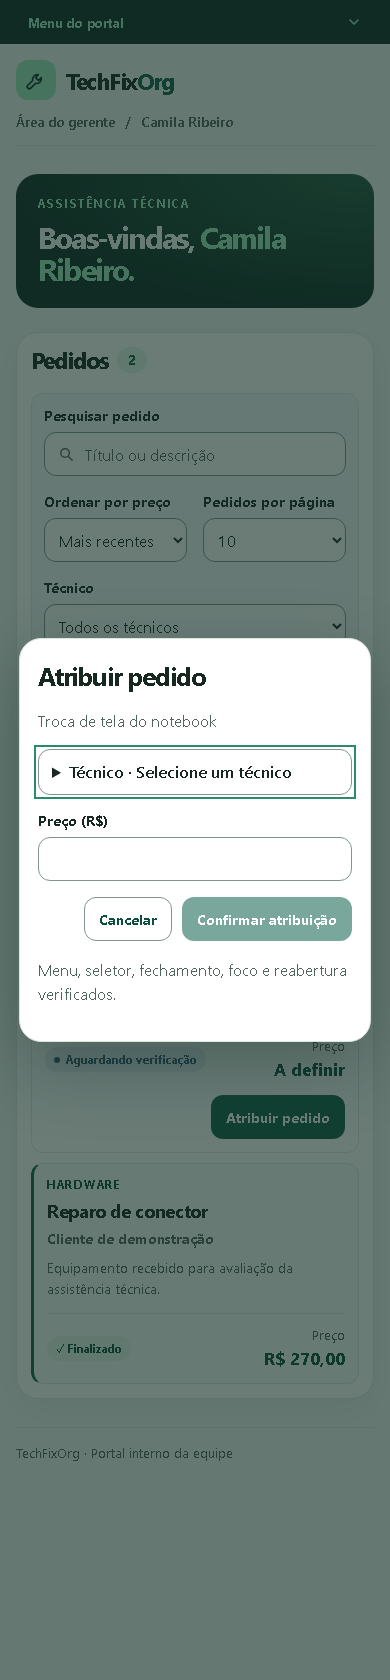 Menu do portal
TechFixOrg
Área do gerente / Camila Ribeiro
ASSISTÊNCIA TÉCNICA
Boas-vindas, Camila
Ribeiro.
Pedidos 2
Pesquisar pedido
Título ou descrição
Ordenar por preço Pedidos por página
Mais recentes 10
Técnico
Todos os técnicos
Atribuir pedido
Troca de tela do notebook
Técnico · Selecione um técnico
Preço (R$)
Cancelar Confirmar atribuição
Menu, seletor, fechamento, foco e reabertura
verificados.
Preço
Aguardando verificação A definir
Atribuir pedido
HARDWARE
Reparo de conector
Cliente de demonstração
Equipamento recebido para avaliação da
assistência técnica.
Preço
✓ Finalizado R$ 270,00
TechFixOrg · Portal interno da equipe